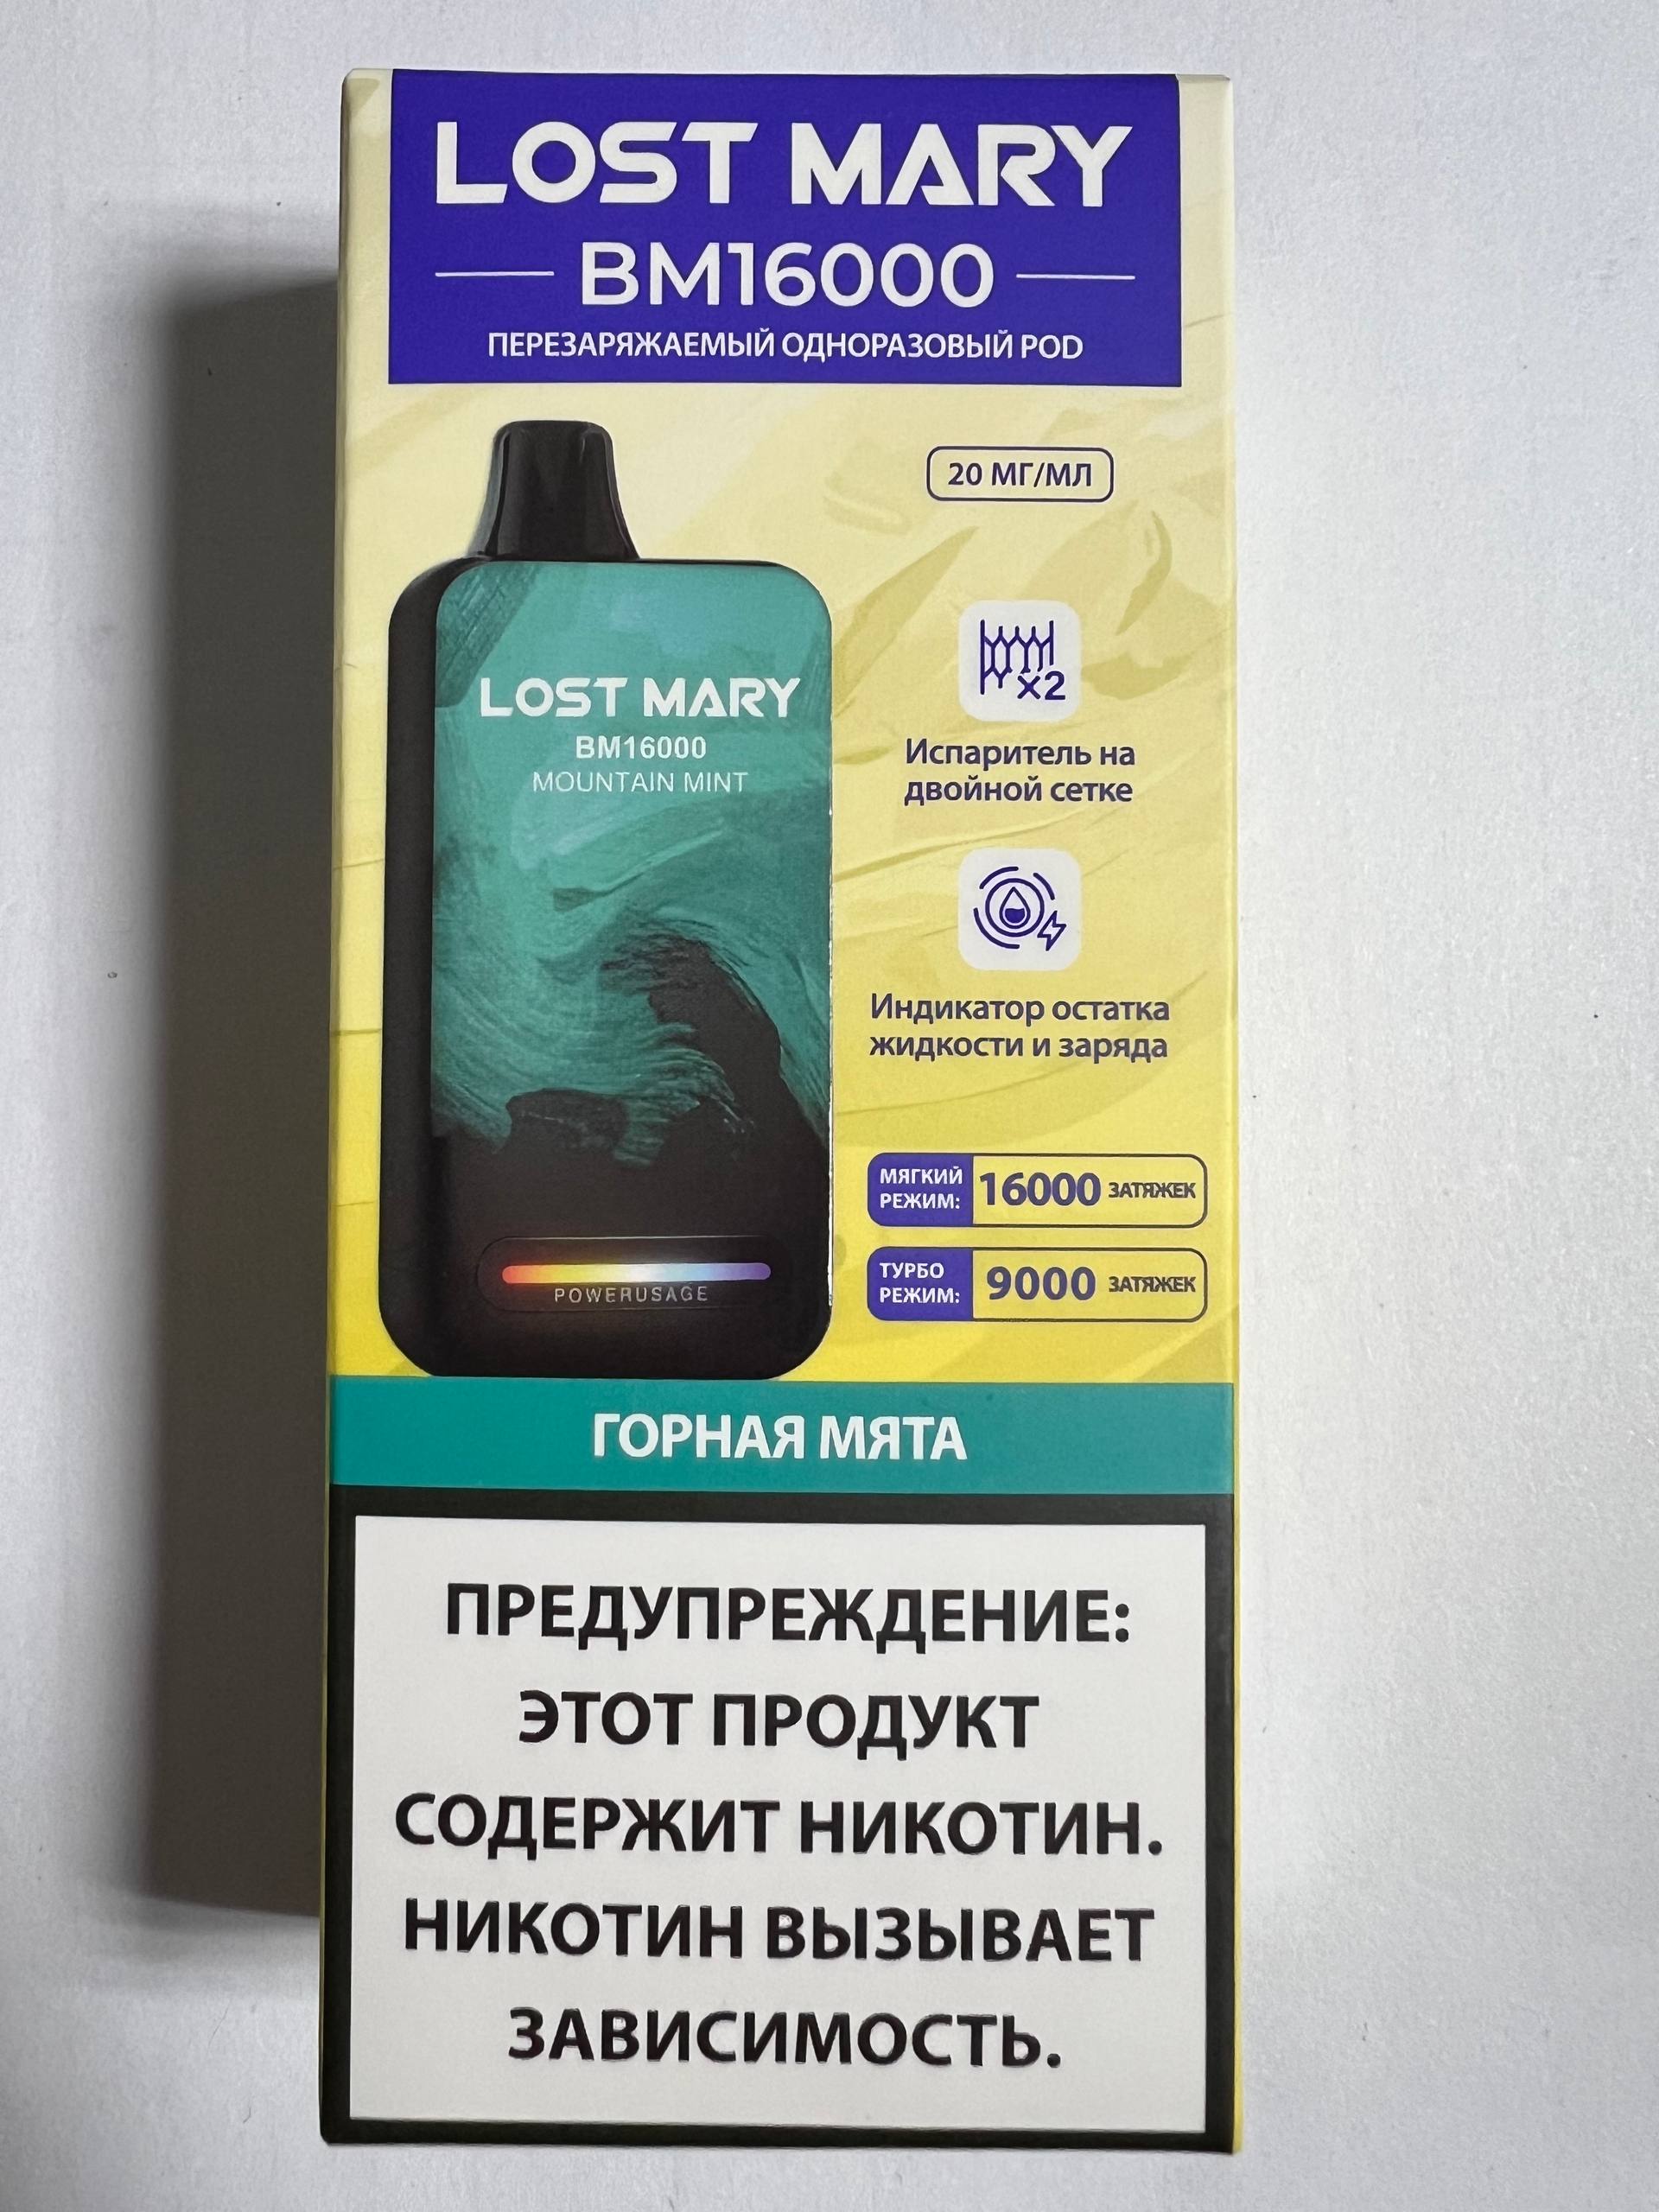 LOST MARY
BM16000
ПЕРЕЗАРЯЖАЕМЫЙ ОДНОРАЗОВЫЙ POD
20 МГ/МЛ
LOST MARY
BM16000
MOUNTAIN MINT
POWERUSAGE
x2
Испаритель на
двойной сетке
Индикатор остатка
жидкости и заряда
МЯГКИЙ
РЕЖИМ:
16000 ЗАТЯЖЕК
ТУРБО
РЕЖИМ:
9000 ЗАТЯЖЕК
ГОРНАЯ МЯТА
ПРЕДУПРЕЖДЕНИЕ:
ЭТОТ ПРОДУКТ
СОДЕРЖИТ НИКОТИН.
НИКОТИН ВЫЗЫВАЕТ
ЗАВИСИМОСТЬ.